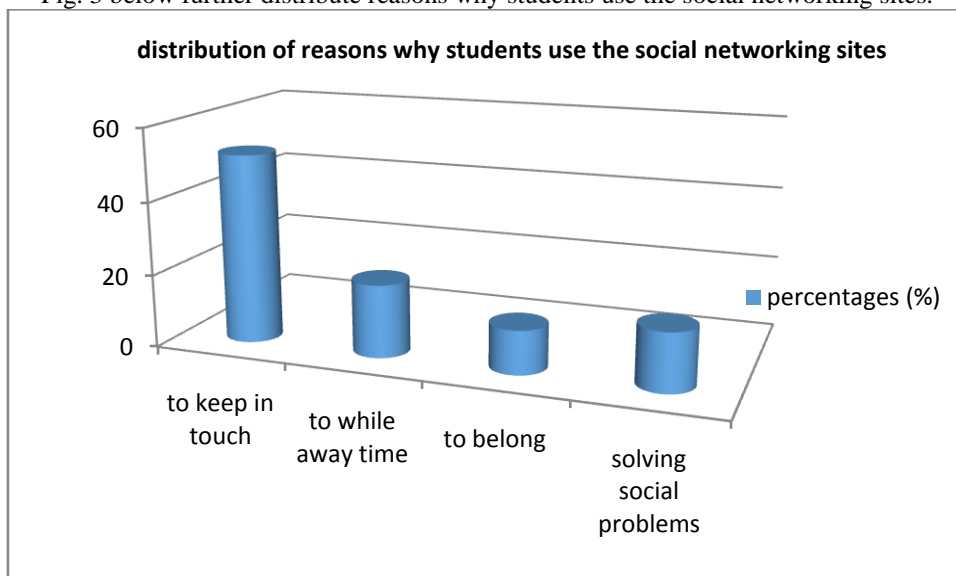 Fig. 3 below further distribute reasons why students use the social networking sites.
distribution of reasons why students use the social networking sites
60
40
20
0
percentages (%)
to keep in
touch
to while
away time
to belong
solving
social
problems